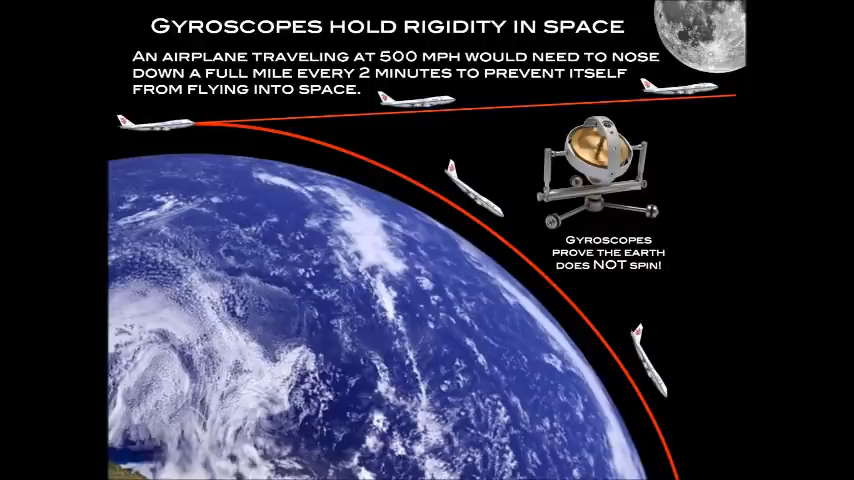 Gyroscopes hold rigidity in space
An airplane traveling at 500 mph would need to nose
down a full mile every 2 minutes to prevent itself
from flying into space.
Gyroscopes
prove the earth
does NOT spin!